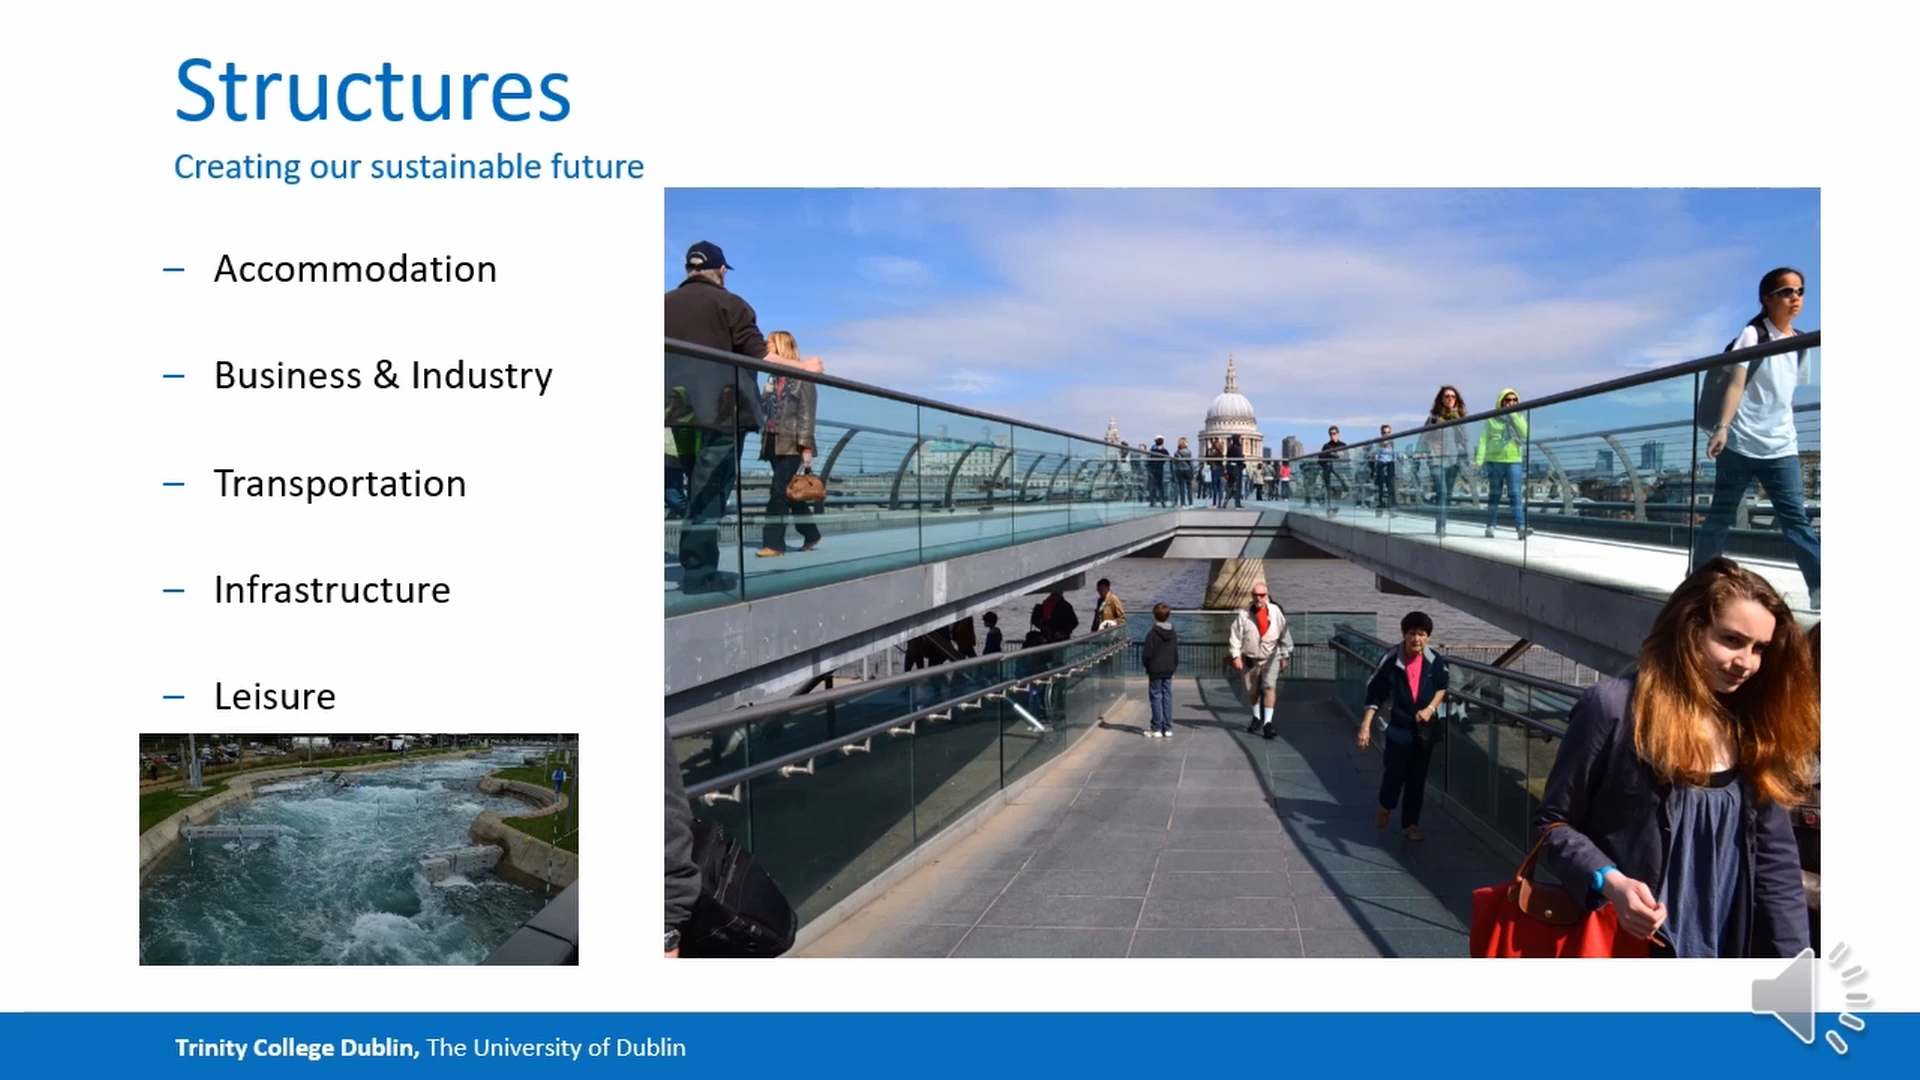 Structures
Creating our sustainable future
– Accommodation
– Business & Industry
– Transportation
– Infrastructure
– Leisure
Trinity College Dublin, The University of Dublin